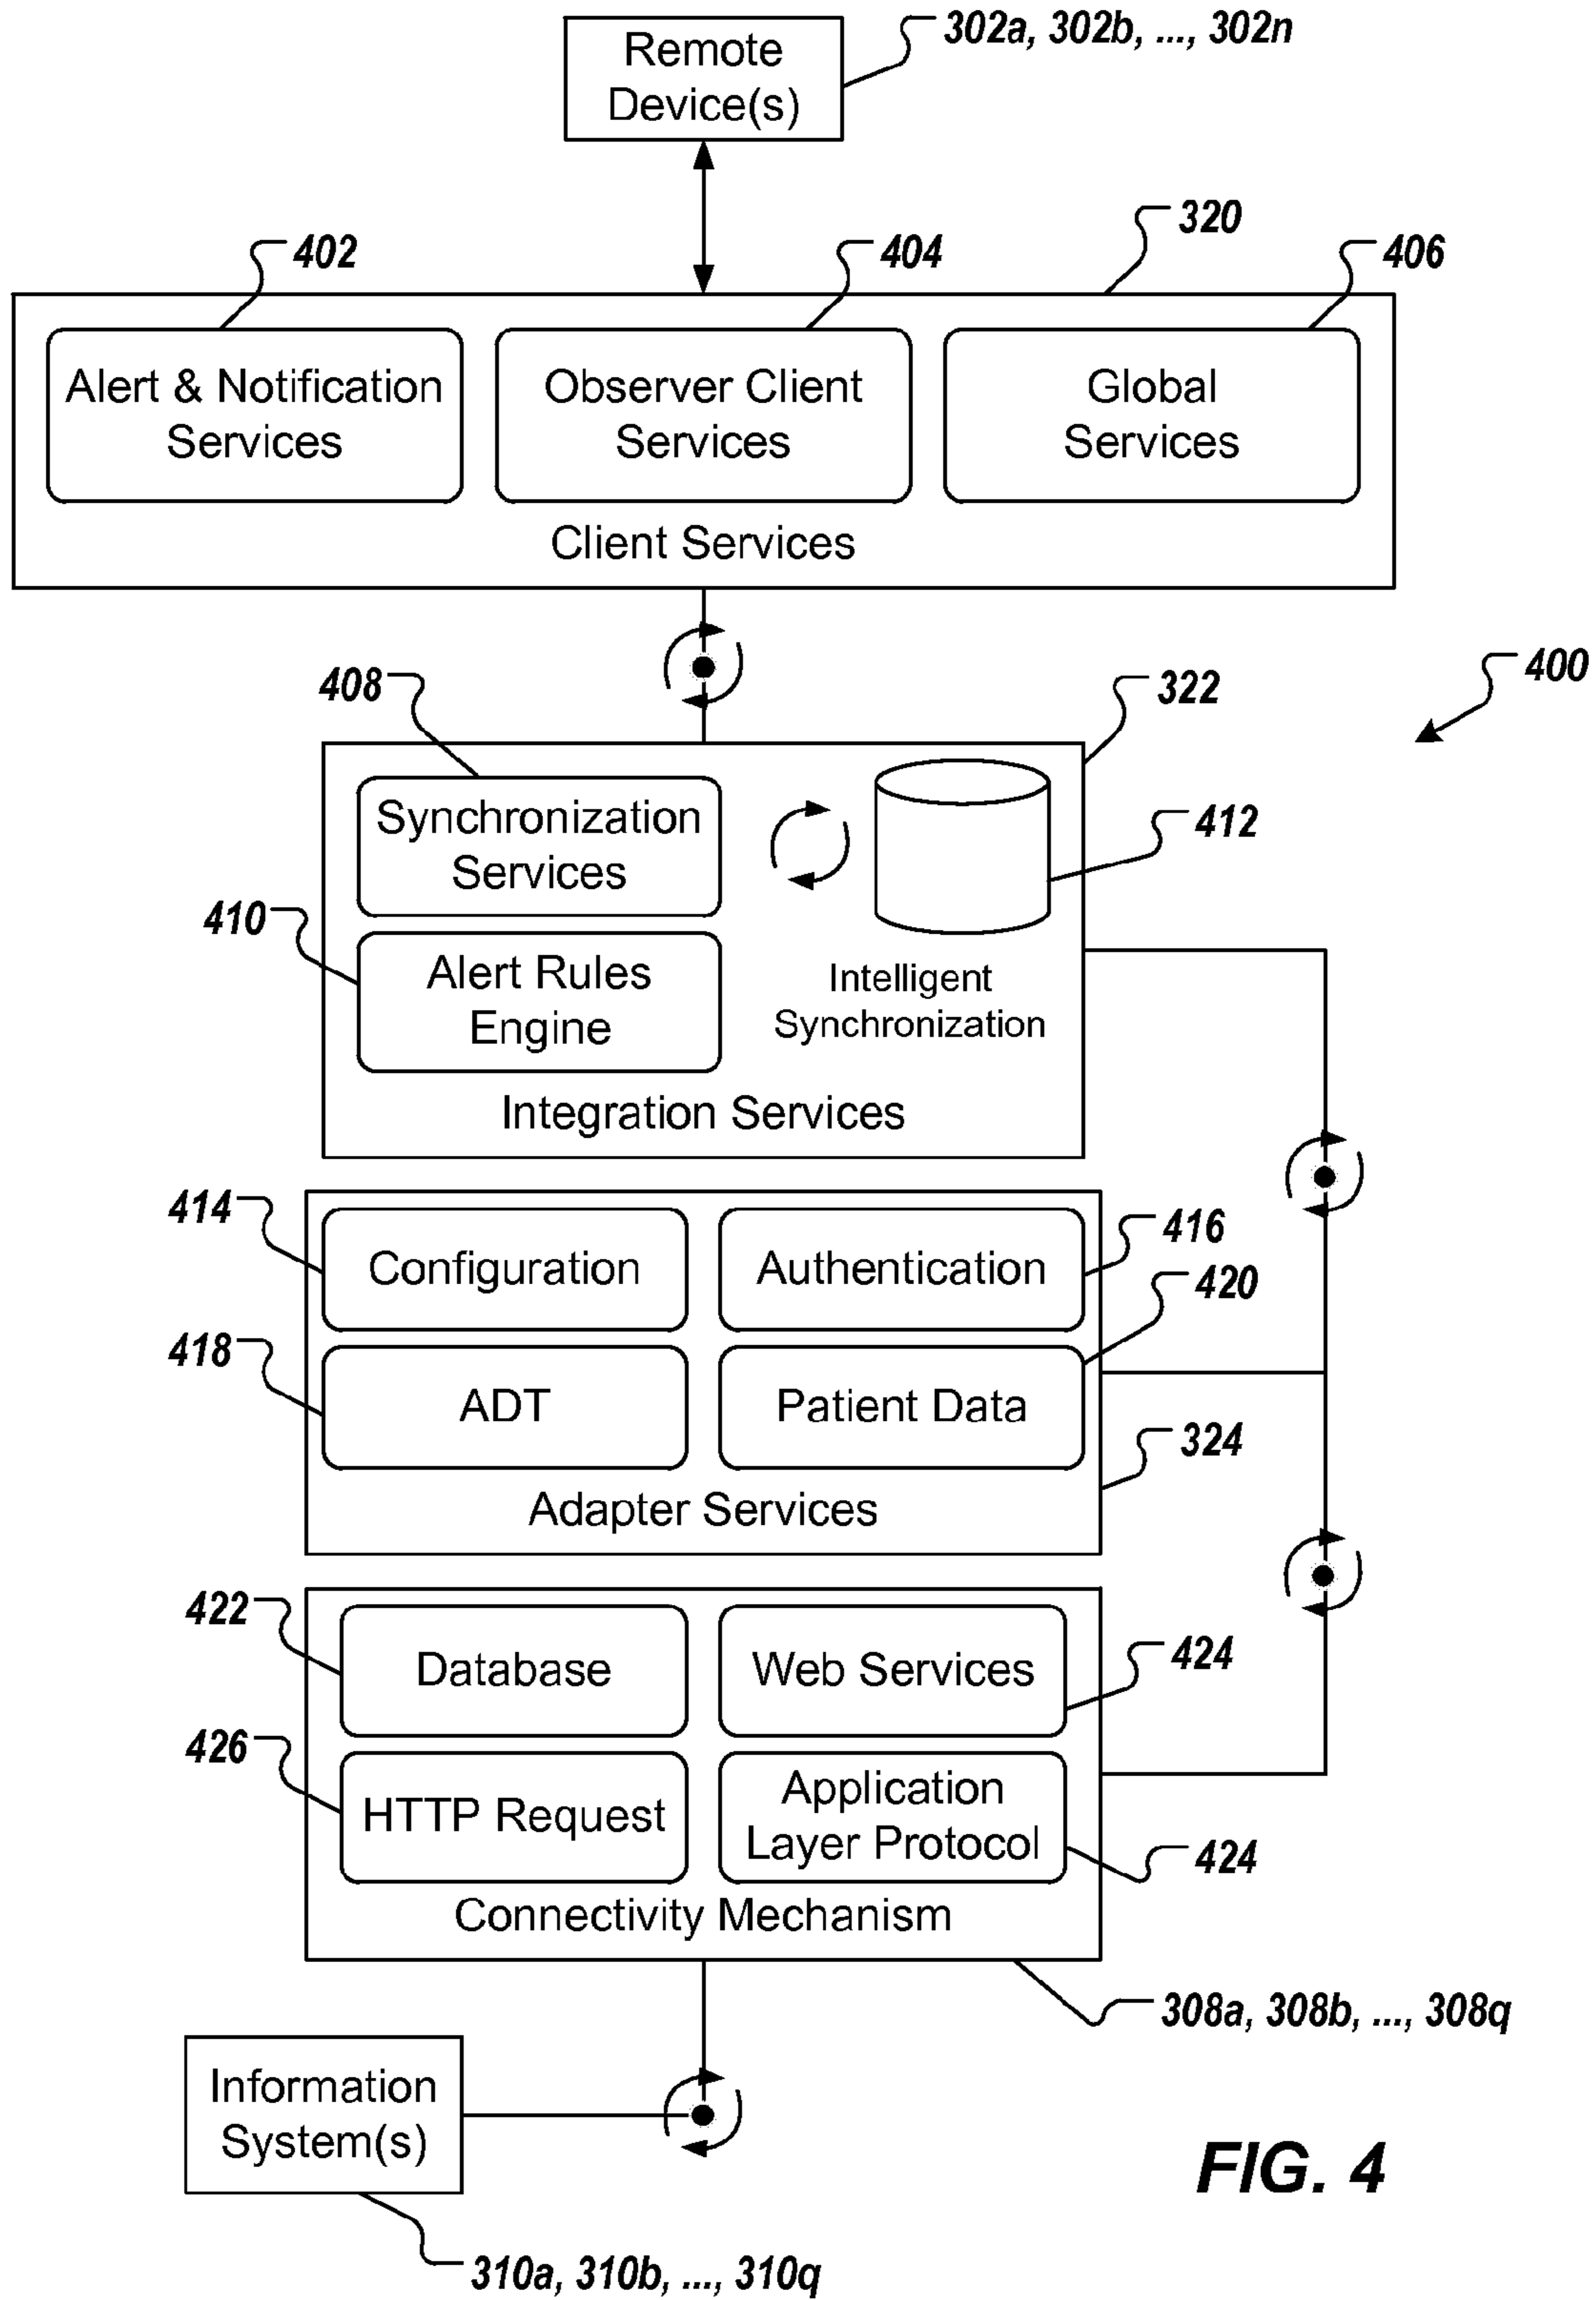 302a, 302b, ..., 302n
Remote
Device(s)
320
402
404
406
Alert & Notification
Services
Observer Client
Services
Global
Services
Client Services
400
408
322
Synchronization
Services
412
410
Alert Rules
Engine
Intelligent
Synchronization
Integration Services
414
Configuration
Authentication
416
420
418
ADT
Patient Data
324
Adapter Services
422
Database
Web Services
424
426
HTTP Request
Application
Layer Protocol
424
Connectivity Mechanism
308a, 308b, ..., 308q
Information
System(s)
FIG. 4
310a, 310b, ..., 310q